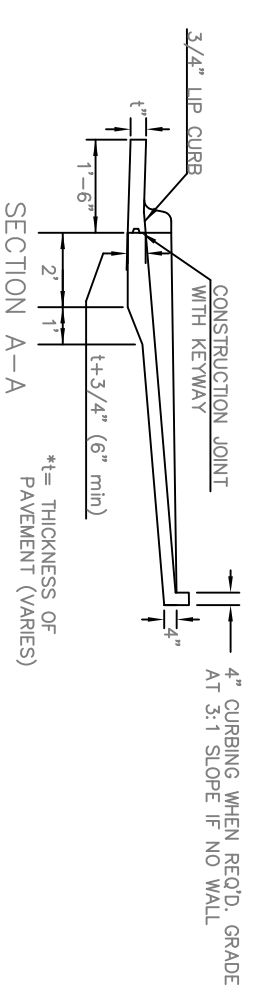 3/4" LIP CURB
t"
1'-6"
2'
1'
CONSTRUCTION JOINT
WITH KEYWAY
t+3/4" (6" min)
4"
4" CURBING WHEN REQ'D. GRADE
AT 3:1 SLOPE IF NO WALL
SECTION A-A
*t= THICKNESS OF
PAVEMENT (VARIES)